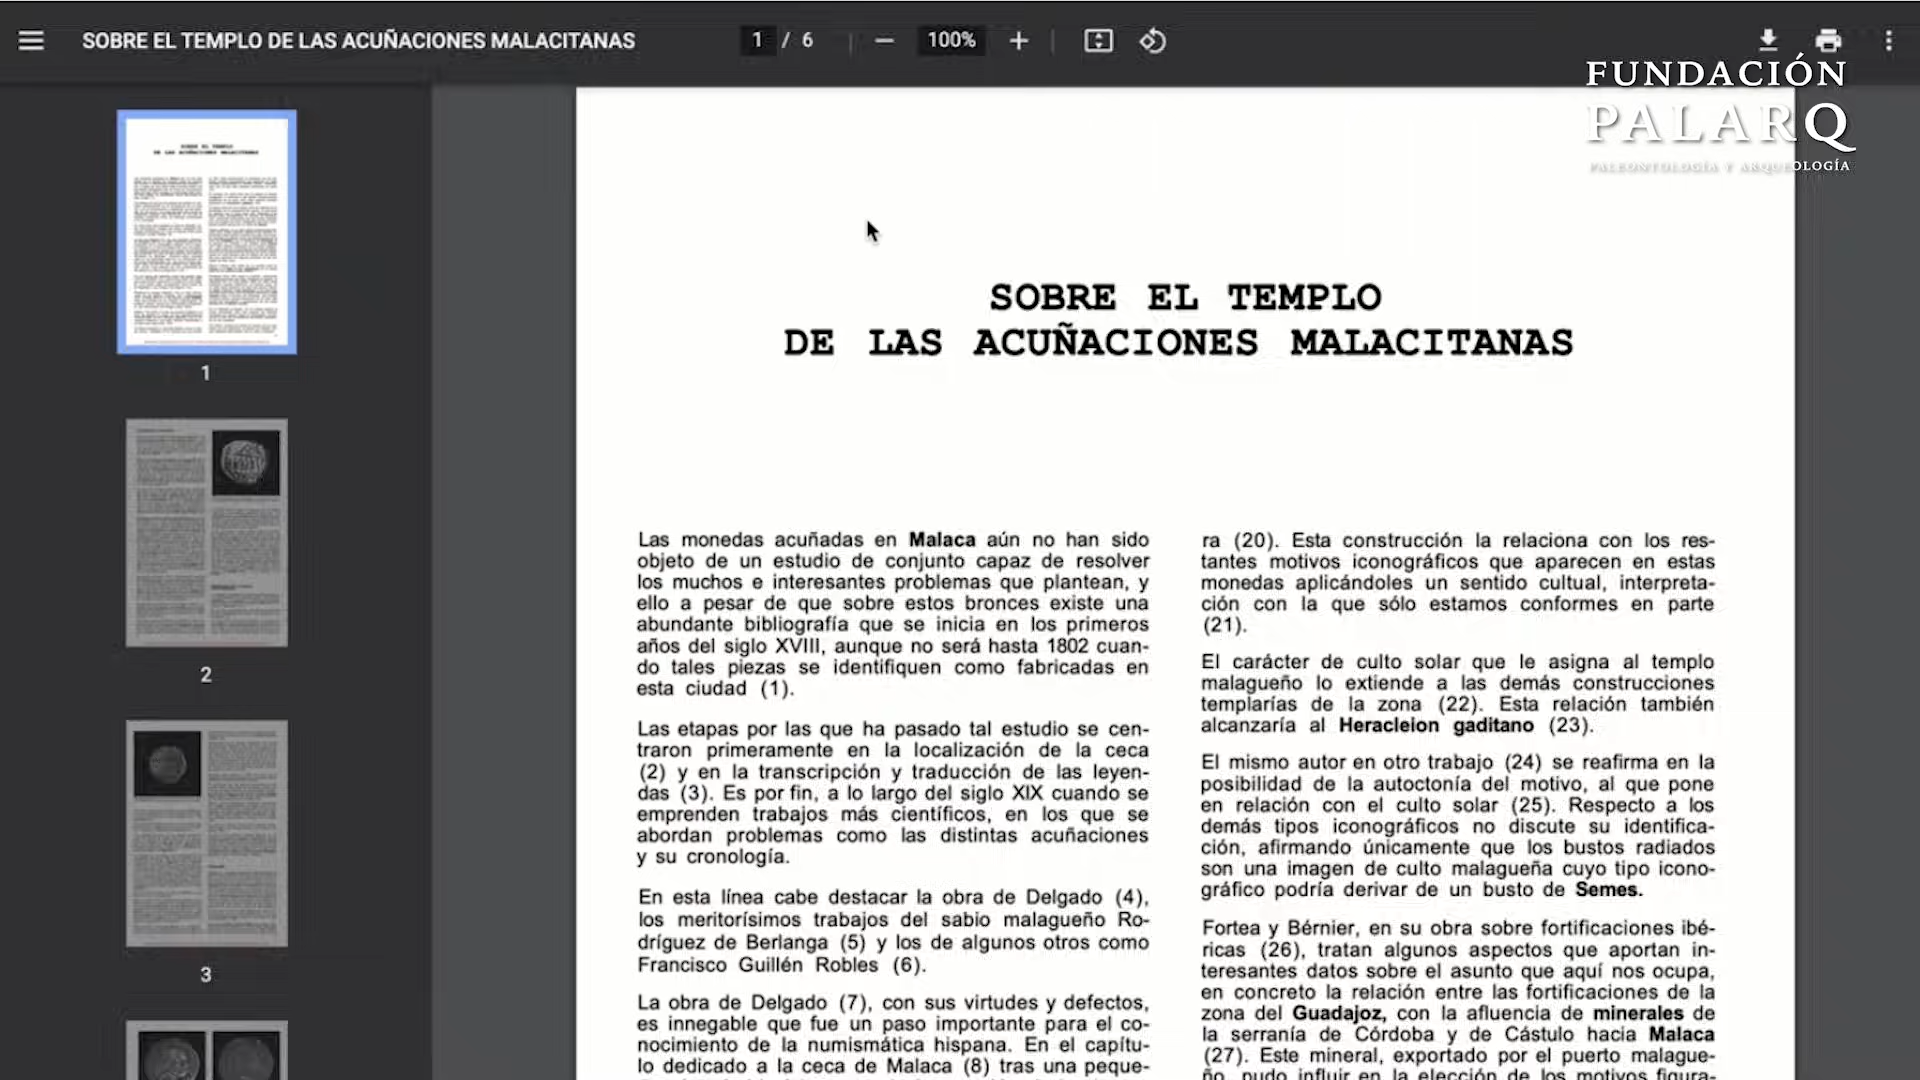 SOBRE EL TEMPLO DE LAS ACUÑACIONES MALACITANAS
1 / 6
100%
FUNDACIÓN
PALARQ
PALEONTOLOGÍA Y ARQUEOLOGÍA
1
2
3
SOBRE EL TEMPLO
DE LAS ACUÑACIONES MALACITANAS
Las monedas acuñadas en Malaca aún no han sido
objeto de un estudio de conjunto capaz de resolver
los muchos e interesantes problemas que plantean, y
ello a pesar de que sobre estos bronces existe una
abundante bibliografía que se inicia en los primeros
años del siglo XVIII, aunque no será hasta 1802 cuan-
do tales piezas se identifiquen como fabricadas en
esta ciudad (1).
Las etapas por las que ha pasado tal estudio se cen-
traron primeramente en la localización de la ceca
(2) y en la transcripción y traducción de las leyen-
das (3). Es por fin, a lo largo del siglo XIX cuando se
emprenden trabajos más científicos, en los que se
abordan problemas como las distintas acuñaciones
y su cronología.
En esta línea cabe destacar la obra de Delgado (4),
los meritorísimos trabajos del sabio malagueño Ro-
dríguez de Berlanga (5) y los de algunos otros como
Francisco Guillén Robles (6).
La obra de Delgado (7), con sus virtudes y defectos,
es innegable que fue un paso importante para el co-
nocimiento de la numismática hispana. En el capítu-
lo dedicado a la ceca de Malaca (8) tras una peque-
ra (20). Esta construcción la relaciona con los res-
tantes motivos iconográficos que aparecen en estas
monedas aplicándoles un sentido cultual, interpreta-
ción con la que sólo estamos conformes en parte
(21).
El carácter de culto solar que le asigna al templo
malagueño lo extiende a las demás construcciones
templarías de la zona (22). Esta relación también
alcanzaría al Heracleion gaditano (23).
El mismo autor en otro trabajo (24) se reafirma en la
posibilidad de la autoctonía del motivo, al que pone
en relación con el culto solar (25). Respecto a los
demás tipos iconográficos no discute su identifica-
ción, afirmando únicamente que los bustos radiados
son una imagen de culto malagueña cuyo tipo icono-
gráfico podría derivar de un busto de Semes.
Fortea y Bérnier, en su obra sobre fortificaciones ibé-
ricas (26), tratan algunos aspectos que aportan in-
teresantes datos sobre el asunto que aquí nos ocupa,
en concreto la relación entre las fortificaciones de la
zona del Guadajoz, con la afluencia de minerales de
la serranía de Córdoba y de Cástulo hacia Malaca
(27). Este mineral, exportado por el puerto malague-
ño, pudo influir en la elección de los motivos figura-